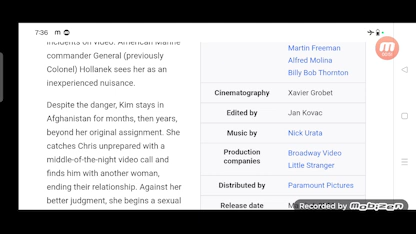 7:36
incidents on video. American Marine
commander General (previously
Colonel) Hollanek sees her as an
inexperienced nuisance.
Despite the danger, Kim stays in
Afghanistan for months, then years,
beyond her original assignment. She
catches Chris unprepared with a
middle-of-the-night video call and
finds him with another woman,
ending their relationship. Against her
better judgment, she begins a sexual
Martin Freeman
Alfred Molina
Billy Bob Thornton
Cinematography Xavier Grobet
Edited by Jan Kovac
Music by Nick Urata
Production
companies
Broadway Video
Little Stranger
Distributed by Paramount Pictures
Release date
Recorded by Mobizen